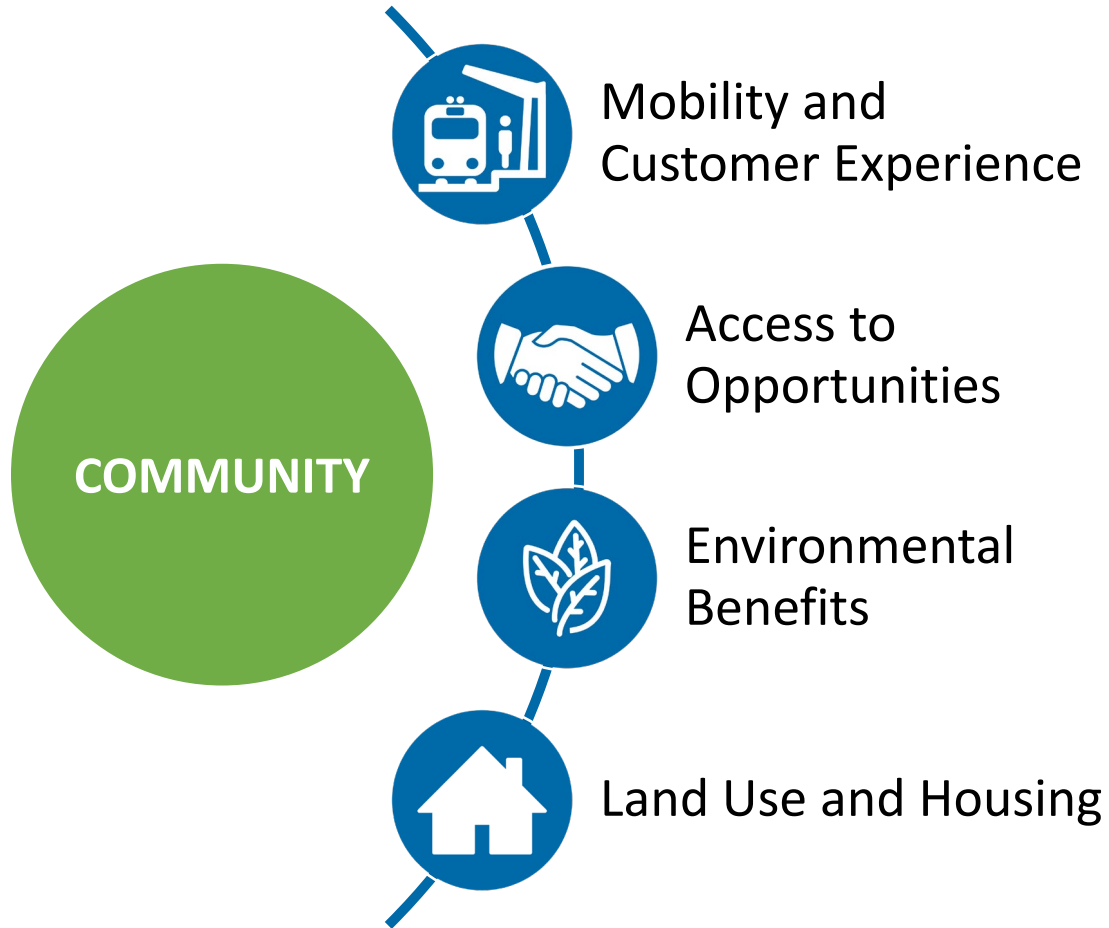 Mobility and
Customer Experience
Access to
Opportunities
COMMUNITY
Environmental
Benefits
Land Use and Housing